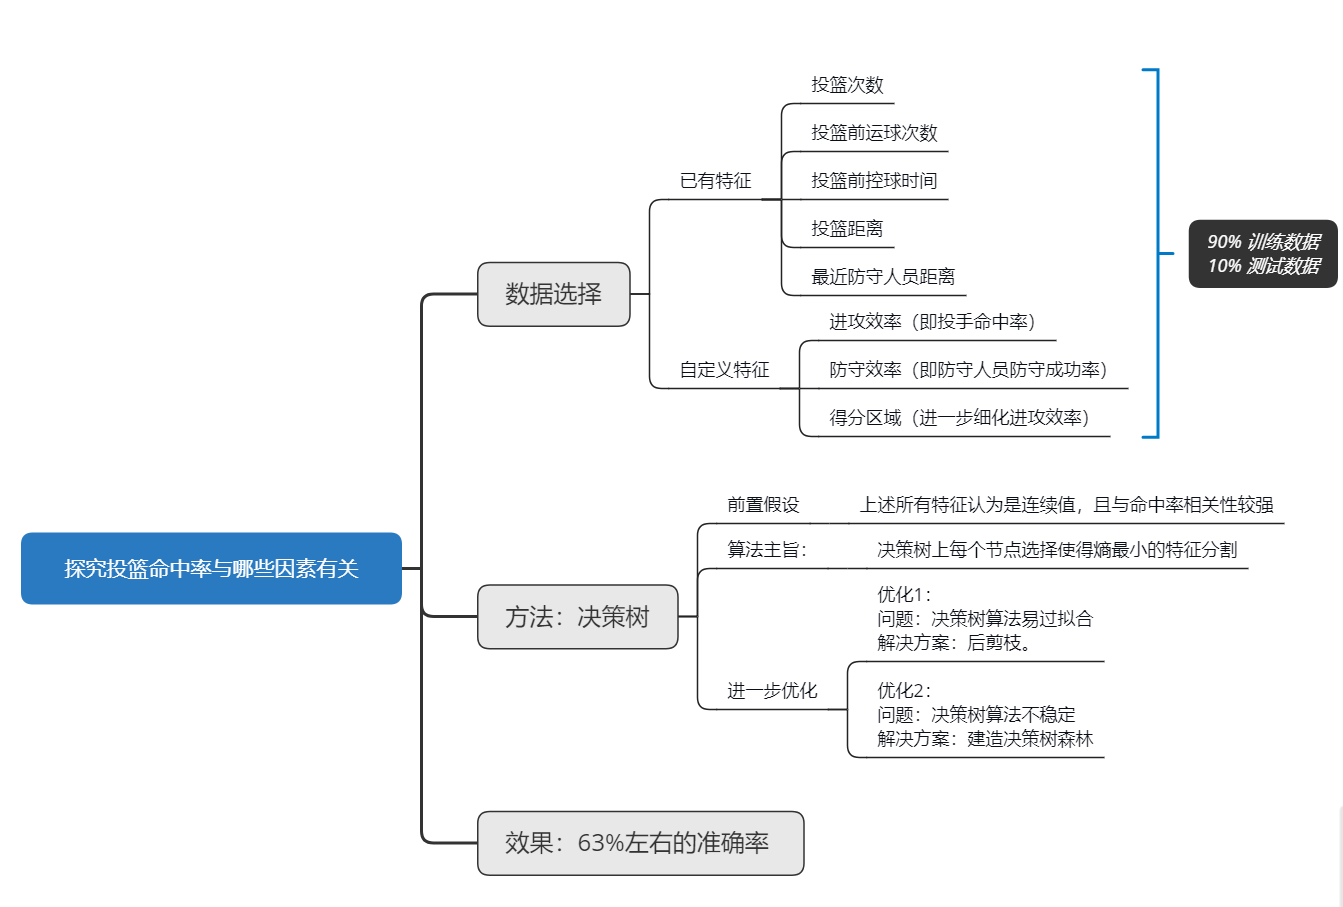 探究投篮命中率与哪些因素有关
数据选择
已有特征
投篮次数
投篮前运球次数
投篮前控球时间
投篮距离
最近防守人员距离
自定义特征
进攻效率（即投手命中率）
防守效率（即防守人员防守成功率）
得分区域（进一步细化进攻效率）
90% 训练数据
10% 测试数据
方法：决策树
前置假设
上述所有特征认为是连续值，且与命中率相关性较强
算法主旨：
决策树上每个节点选择使得熵最小的特征分割
进一步优化
优化1：
问题：决策树算法易过拟合
解决方案：后剪枝。
优化2：
问题：决策树算法不稳定
解决方案：建造决策树森林
效果：63%左右的准确率